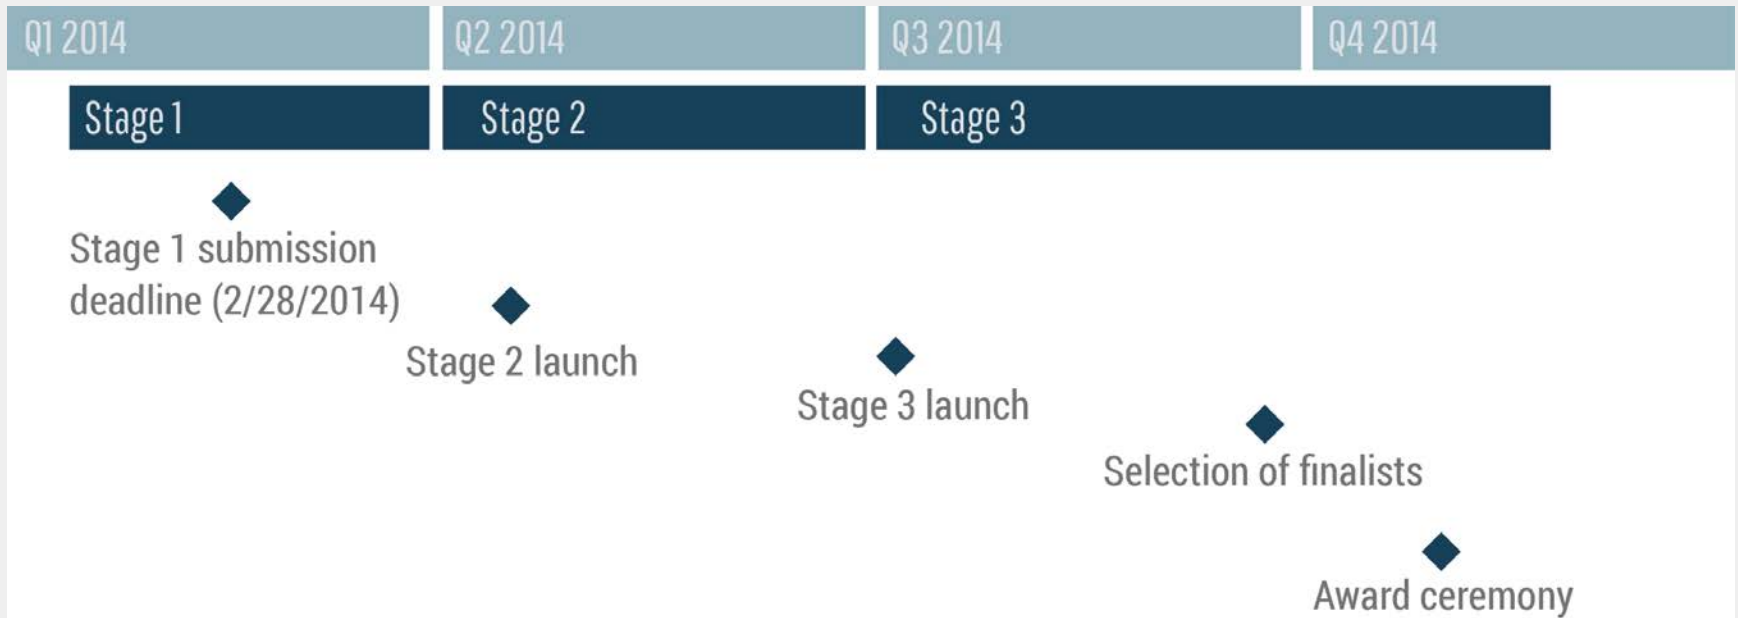 Q1 2014
Q2 2014
Q3 2014
Q4 2014
Stage 1
Stage 2
Stage 3
Stage 1 submission
deadline (2/28/2014)
Stage 2 launch
Stage 3 launch
Selection of finalists
Award ceremony